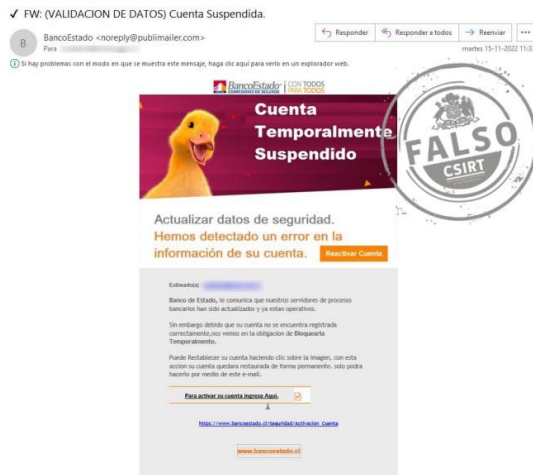 ✓ FW: (VALIDACION DE DATOS) Cuenta Suspendida.
B
BancoEstado <noreply@publimailer.com>
Para
Responder
Responder a todos
Reenviar
martes 15-11-2022 11:33
Si hay problemas con el modo en que se muestra este mensaje, haga clic aquí para verlo en un explorador web.
BancoEstado
CORREDORES DE SEGUROS
CON TODOS
PARA TODOS
Cuenta
Temporalmente
Suspendido
FALSO
CSIRT
Actualizar datos de seguridad.
Hemos detectado un error en la
información de su cuenta.
Reactivar Cuenta
Estimado(a)
Banco de Estado, le comunica que nuestros servidores de procesos
bancarios han sido actualizados y ya estan operativos.
Sin embargo debido que su cuenta no se encuentra registrada
correctamente,nos vemos en la obligacion de Bloquearla
Temporalmente.
Puede Restablecer su cuenta haciendo clic sobre la imagen, con esta
accion su cuenta quedara restaurada de forma permanente. solo podra
hacerlo por medio de este e-mail.
Para activar su cuenta ingrese Aqui.
https://www.bancoestado.cl/Seguridad/activacion_Cuenta
www.bancoestado.cl